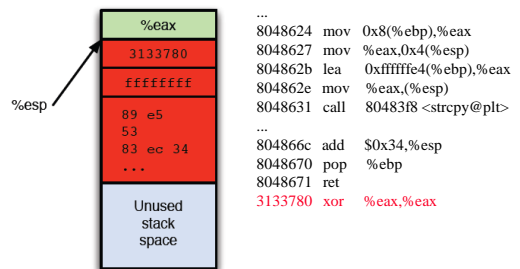 %eax
3133780
ffffffff
%esp
89 e5
53
83 ec 34
...
Unused
stack
space
...
8048624 mov 0x8(%ebp),%eax
8048627 mov %eax,0x4(%esp)
804862b lea 0xffffffe4(%ebp),%eax
804862e mov %eax,(%esp)
8048631 call 80483f8 <strcpy@plt>
...
804866c add $0x34,%esp
8048670 pop %ebp
8048671 ret
3133780 xor %eax,%eax